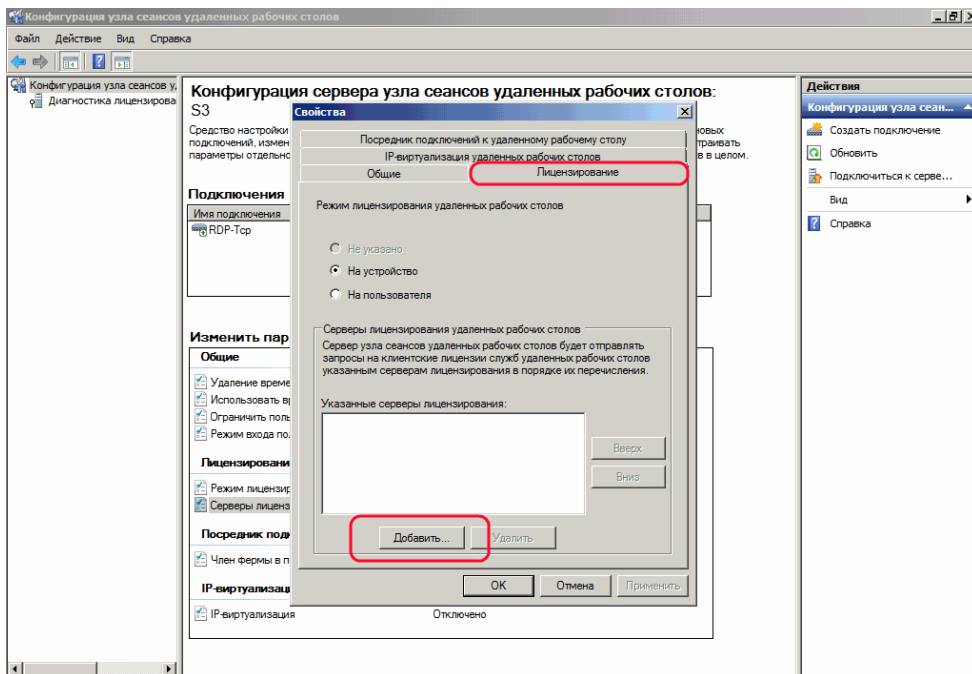 Конфигурация узла сеансов удаленных рабочих столов
Файл Действие Вид Справка
Конфигурация узла сеансов у,
Диагностика лицензирова
Конфигурация сервера узла сеансов удаленных рабочих столов:
S3
Средство настройки
подключений, измен
параметры отдельно
в в целом.
Подключения
Имя подключения
RDP-Tcp
Изменить пар
Общие
Удаление време
Использовать в
Ограничить поль
Режим входа по
Лицензировани
Режим лицензир
Серверы лиценз
Посредник подк
Член фермы в п
IP-виртуализац
IP-виртуализация Отключено
Свойства
Посредник подключений к удаленному рабочему столу
IP-виртуализация удаленных рабочих столов
Общие Лицензирование
Режим лицензирования удаленных рабочих столов
Не указано
На устройство
На пользователя
Серверы лицензирования удаленных рабочих столов
Сервер узла сеансов удаленных рабочих столов будет отправлять
запросы на клиентские лицензии служб удаленных рабочих столов
указанным серверам лицензирования в порядке их перечисления.
Указанные серверы лицензирования:
Вверх
Вниз
Добавить... Удалить
OK Отмена Применить
Действия
Конфигурация узла сеан...
Создать подключение
Обновить
Подключиться к серве...
Вид
Справка